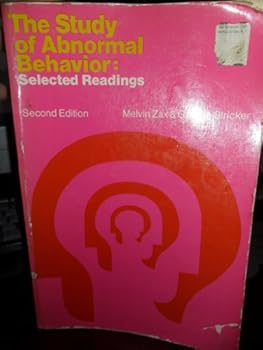 The Study
of Abnormal
Behavior:
Selected Readings
Second Edition
Melvin Zax & Stricker